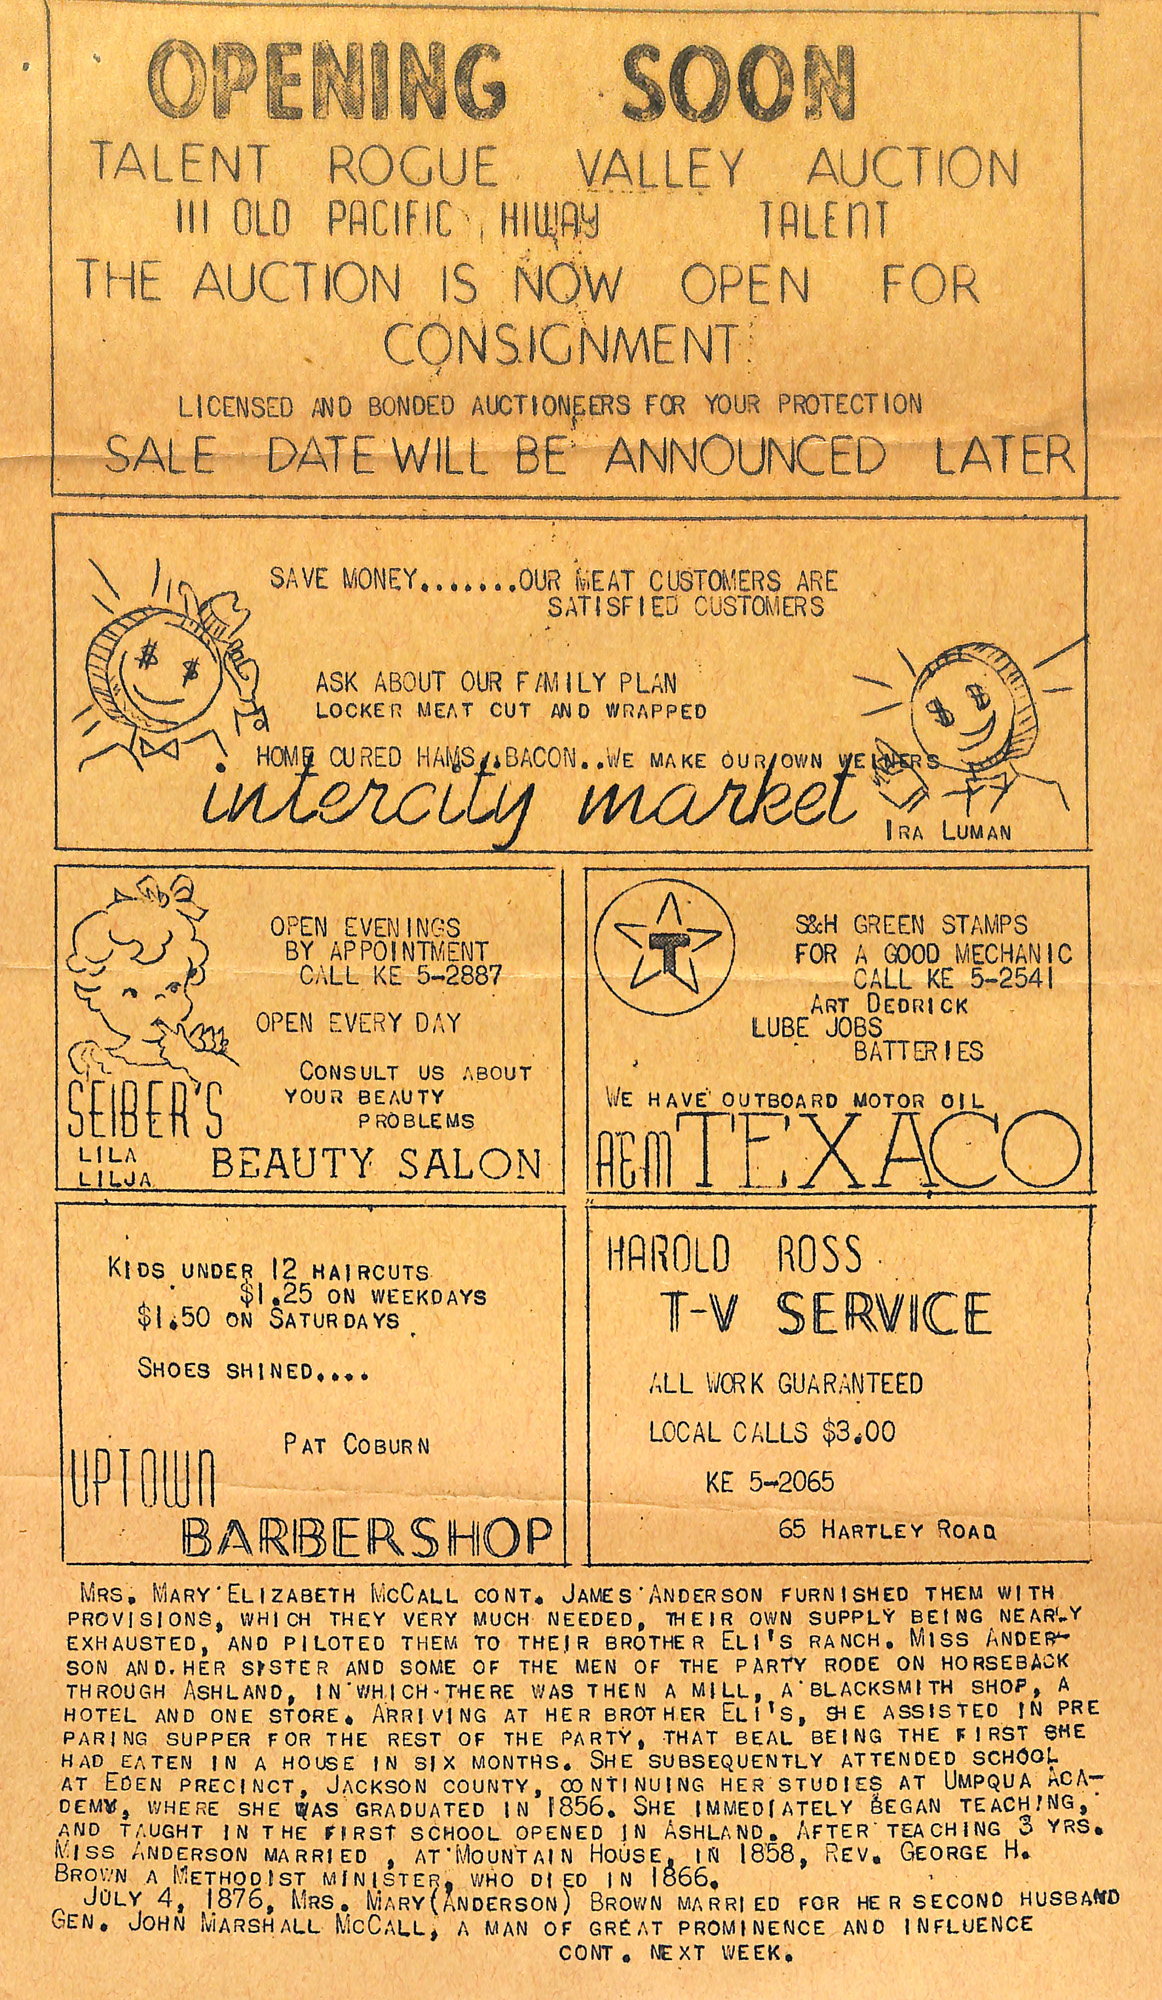 OPENING SOON
TALENT ROGUE VALLEY AUCTION
111 OLD PACIFIC HIWAY TALENT
THE AUCTION IS NOW OPEN FOR
CONSIGNMENT
LICENSED AND BONDED AUCTIONEERS FOR YOUR PROTECTION
SALE DATE WILL BE ANNOUNCED LATER
SAVE MONEY.......OUR MEAT CUSTOMERS ARE
SATISFIED CUSTOMERS
ASK ABOUT OUR FAMILY PLAN
LOCKER MEAT CUT AND WRAPPED
HOME CURED HAMS, BACON..WE MAKE OUR OWN WEINERS
intercity market
IRA LUMAN
OPEN EVENINGS
BY APPOINTMENT
CALL KE 5-2887
OPEN EVERY DAY
CONSULT US ABOUT
YOUR BEAUTY
PROBLEMS
SEIBER'S
LILA
LILJA
BEAUTY SALON
T
S&H GREEN STAMPS
FOR A GOOD MECHANIC
CALL KE 5-2541
ART DEDRICK
LUBE JOBS
BATTERIES
WE HAVE OUTBOARD MOTOR OIL
A&M TEXACO
KIDS UNDER 12 HAIRCUTS
$1.25 ON WEEKDAYS
$1.50 ON SATURDAYS
SHOES SHINED....
PAT COBURN
UPTOWN
BARBERSHOP
HAROLD ROSS
T-V SERVICE
ALL WORK GUARANTEED
LOCAL CALLS $3.00
KE 5-2065
65 HARTLEY ROAD
MRS. MARY ELIZABETH MCCALL CONT. JAMES ANDERSON FURNISHED THEM WITH
PROVISIONS, WHICH THEY VERY MUCH NEEDED, THEIR OWN SUPPLY BEING NEARLY
EXHAUSTED, AND PILOTED THEM TO THEIR BROTHER ELI'S RANCH. MISS ANDER-
SON AND HER SISTER AND SOME OF THE MEN OF THE PARTY RODE ON HORSEBACK
THROUGH ASHLAND, IN WHICH THERE WAS THEN A MILL, A BLACKSMITH SHOP, A
HOTEL AND ONE STORE. ARRIVING AT HER BROTHER ELI'S, SHE ASSISTED IN PRE
PARING SUPPER FOR THE REST OF THE PARTY, THAT BEAL BEING THE FIRST SHE
HAD EATEN IN A HOUSE IN SIX MONTHS. SHE SUBSEQUENTLY ATTENDED SCHOOL
AT EDEN PRECINCT, JACKSON COUNTY, CONTINUING HER STUDIES AT UMPQUA ACA-
DEMY, WHERE SHE WAS GRADUATED IN 1856. SHE IMMEDIATELY BEGAN TEACHING,
AND TAUGHT IN THE FIRST SCHOOL OPENED IN ASHLAND. AFTER TEACHING 3 YRS.
MISS ANDERSON MARRIED , AT MOUNTAIN HOUSE, IN 1858, REV. GEORGE H.
BROWN A METHODIST MINISTER, WHO DIED IN 1866.
JULY 4, 1876, MRS. MARY(ANDERSON) BROWN MARRIED FOR HER SECOND HUSBAND
GEN. JOHN MARSHALL MCCALL, A MAN OF GREAT PROMINENCE AND INFLUENCE
CONT. NEXT WEEK.